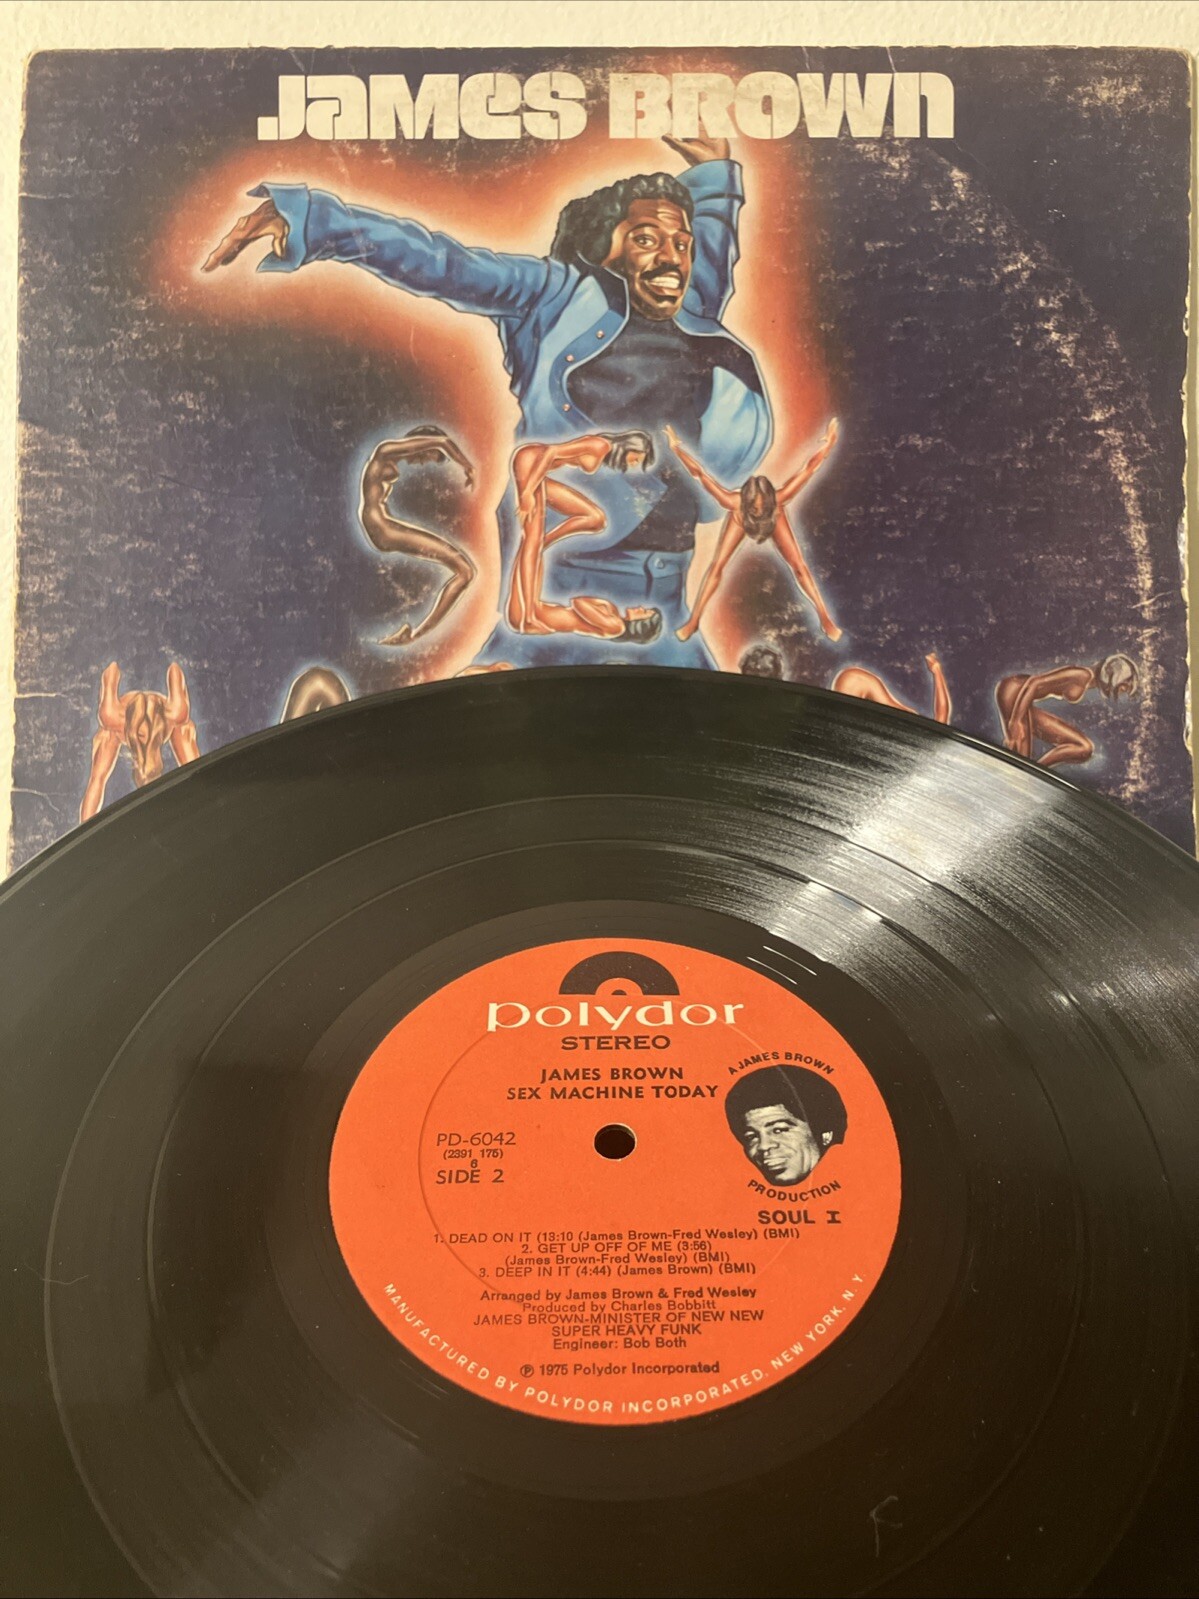 JAMES BROWN
SEX
polydor
STEREO
JAMES BROWN
SEX MACHINE TODAY
A JAMES BROWN
PRODUCTION
SOUL I
PD-6042
(2391 175)
6
SIDE 2
1. DEAD ON IT (13:10 (James Brown-Fred Wesley) (BMI)
2. GET UP OFF OF ME (3:56)
(James Brown-Fred Wesley) (BMI)
3. DEEP IN IT (4:44) (James Brown) (BMI)
Arranged by James Brown & Fred Wesley
Produced by Charles Bobbitt
JAMES BROWN-MINISTER OF NEW NEW
SUPER HEAVY FUNK
Engineer: Bob Both
℗ 1975 Polydor Incorporated
MANUFACTURED BY POLYDOR INCORPORATED. NEW YORK. N. Y.